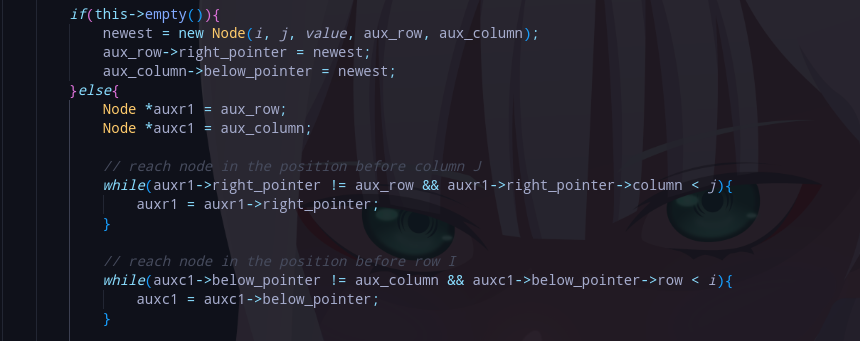 if(this->empty()){
newest = new Node(i, j, value, aux_row, aux_column);
aux_row->right_pointer = newest;
aux_column->below_pointer = newest;
}else{
Node *auxr1 = aux_row;
Node *auxc1 = aux_column;
// reach node in the position before column J
while(auxr1->right_pointer != aux_row && auxr1->right_pointer->column < j){
auxr1 = auxr1->right_pointer;
}
// reach node in the position before row I
while(auxc1->below_pointer != aux_column && auxc1->below_pointer->row < i){
auxc1 = auxc1->below_pointer;
}